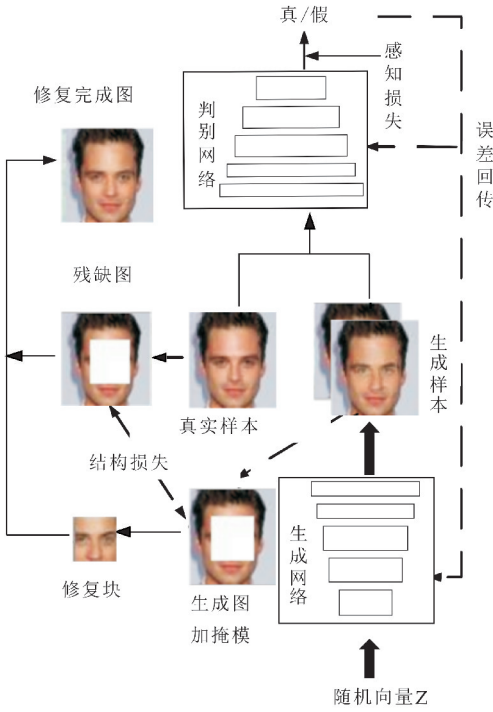 真/假
感知损失
修复完成图
判别网络
误差回传
残缺图
生成样本
真实样本
结构损失
生成网络
修复块
生成图
加掩模
随机向量Z